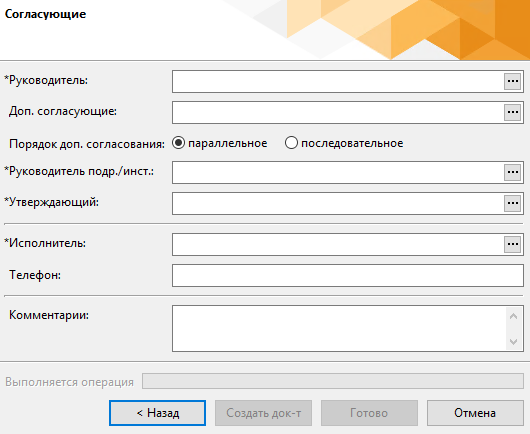 Согласующие
*Руководитель:
Доп. согласующие:
Порядок доп. согласования: параллельное последовательное
*Руководитель подр./инст.:
*Утверждающий:
*Исполнитель:
Телефон:
Комментарии:
Выполняется операция
< Назад Создать док-т Готово Отмена